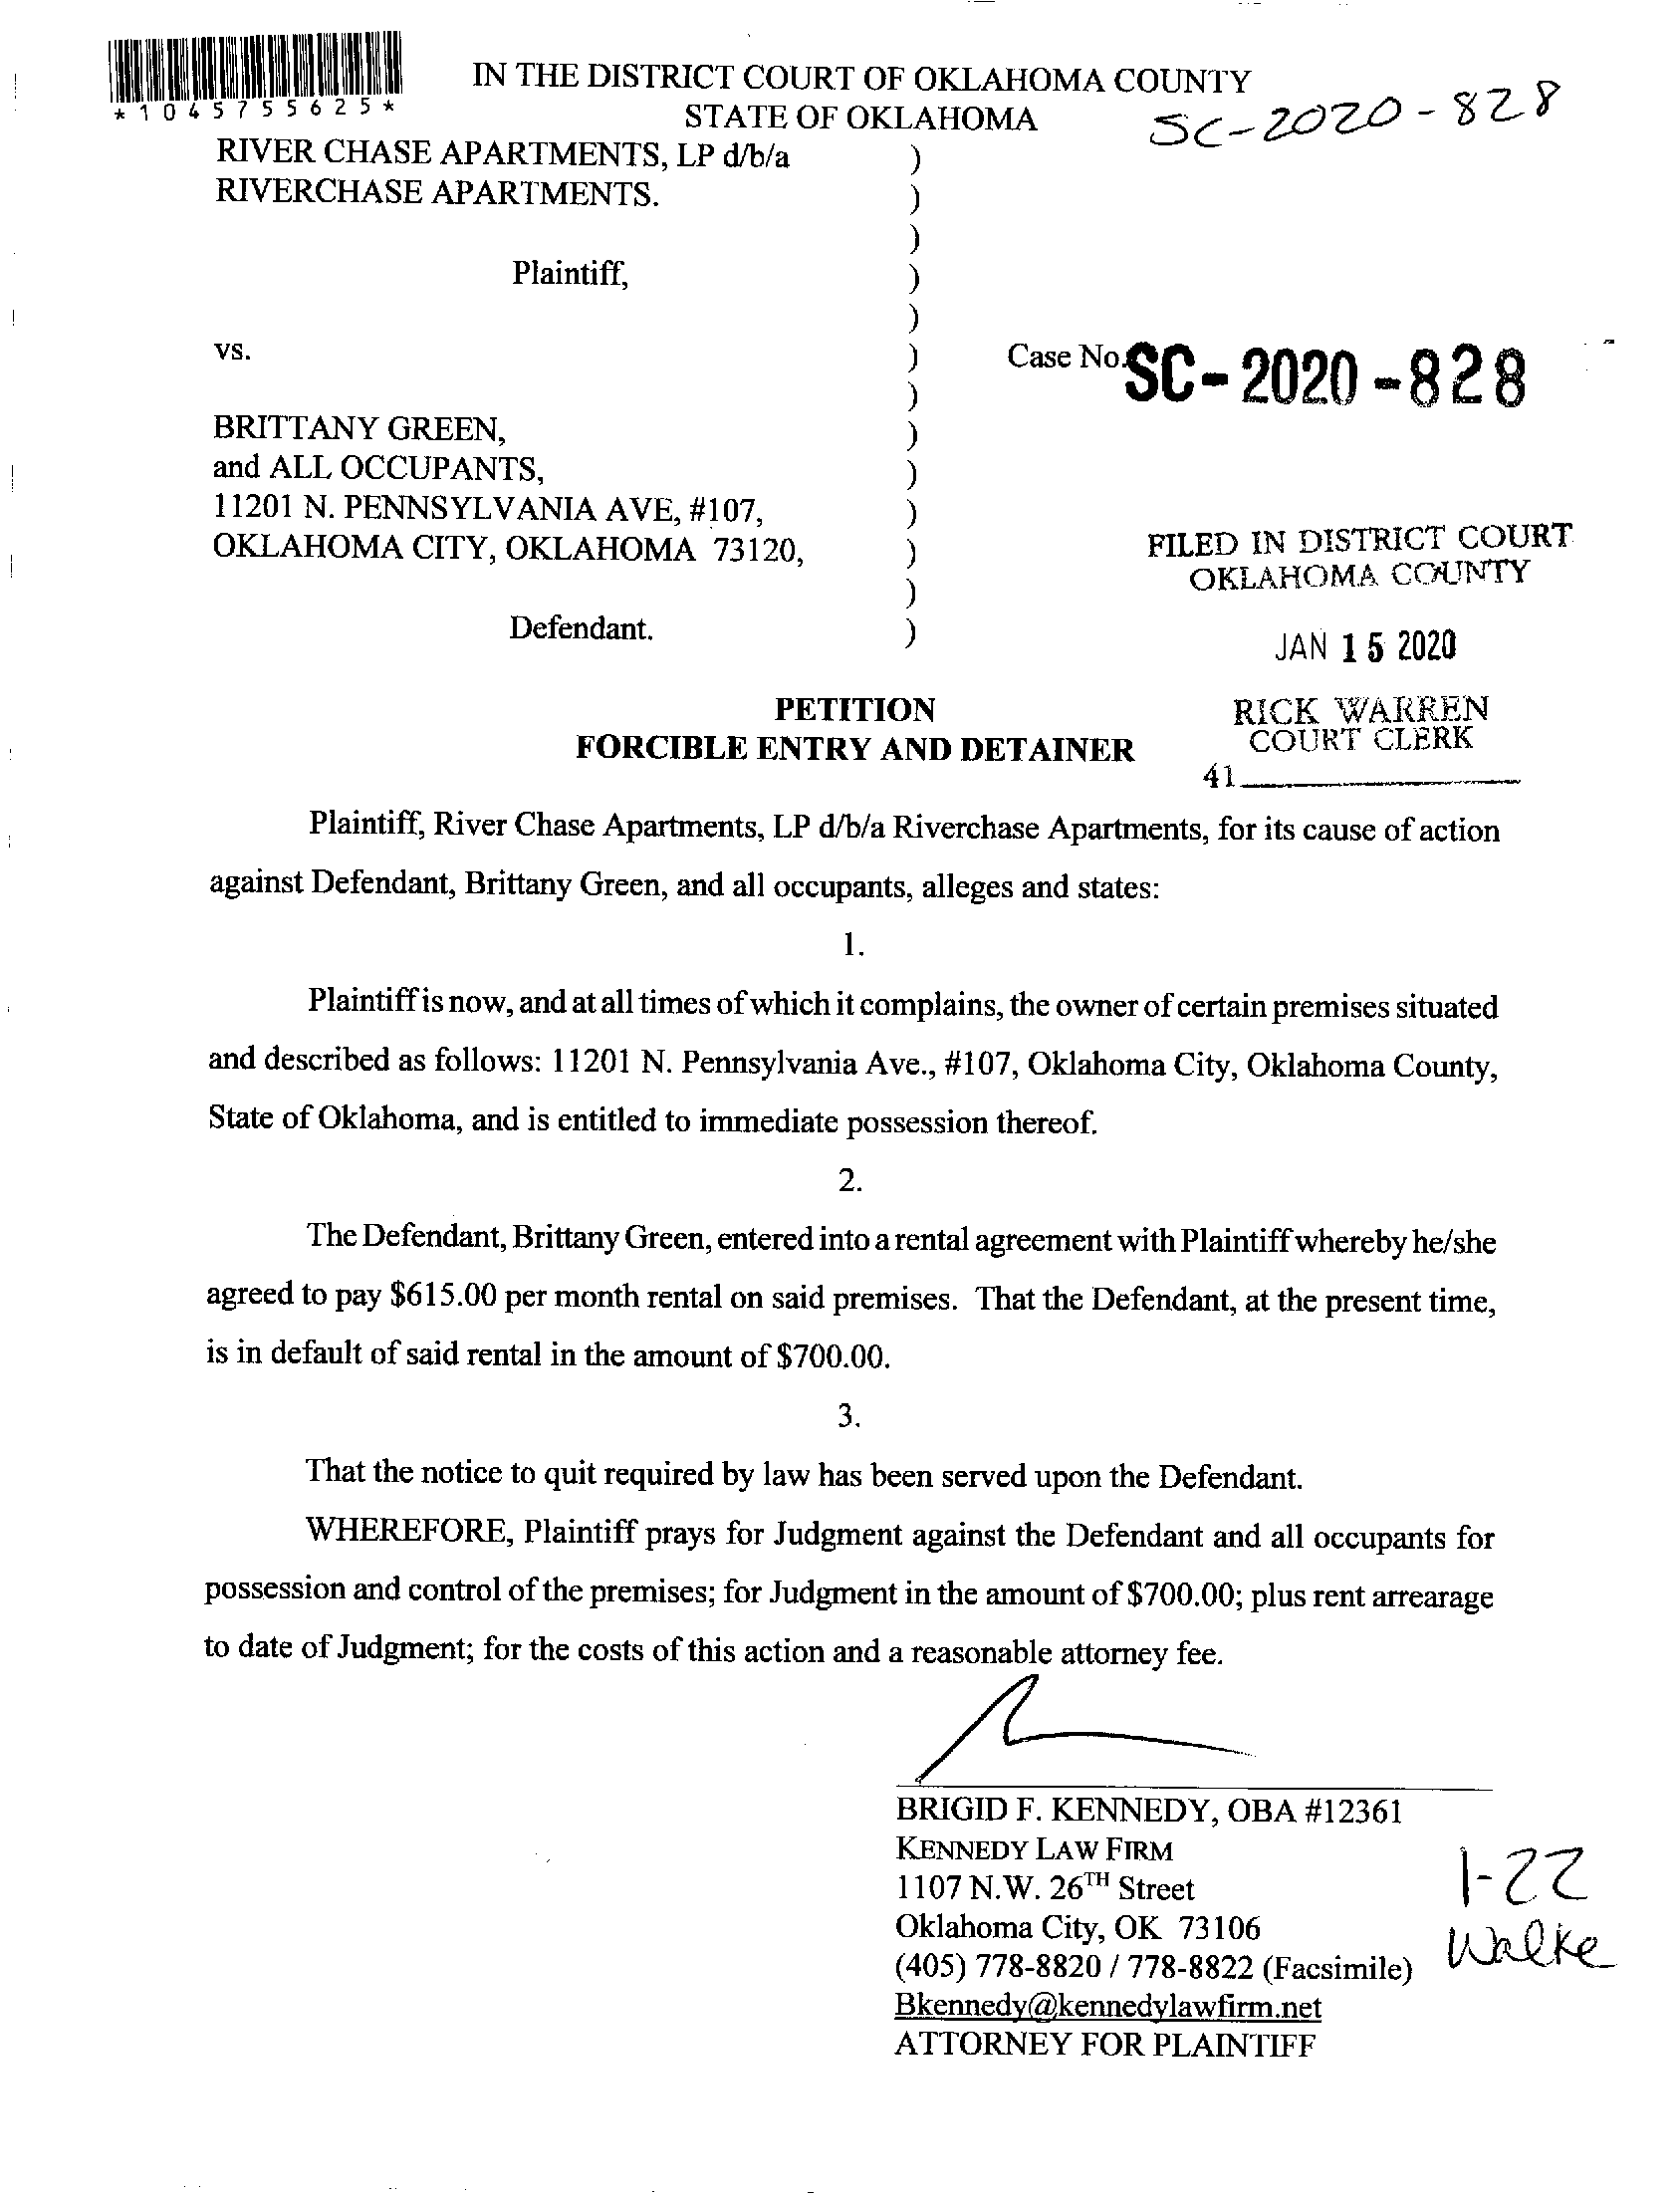 *1045755625*
IN THE DISTRICT COURT OF OKLAHOMA COUNTY
STATE OF OKLAHOMA
SC-2020-828
RIVER CHASE APARTMENTS, LP d/b/a )
RIVERCHASE APARTMENTS. )
)
Plaintiff, )
)
vs. ) Case No. SC-2020-828
)
BRITTANY GREEN, )
and ALL OCCUPANTS, )
11201 N. PENNSYLVANIA AVE, #107, )
OKLAHOMA CITY, OKLAHOMA 73120, )
)
Defendant. )
FILED IN DISTRICT COURT
OKLAHOMA COUNTY
JAN 15 2020
RICK WARREN
COURT CLERK
41
PETITION
FORCIBLE ENTRY AND DETAINER
Plaintiff, River Chase Apartments, LP d/b/a Riverchase Apartments, for its cause of action
against Defendant, Brittany Green, and all occupants, alleges and states:
1.
Plaintiff is now, and at all times of which it complains, the owner of certain premises situated
and described as follows: 11201 N. Pennsylvania Ave., #107, Oklahoma City, Oklahoma County,
State of Oklahoma, and is entitled to immediate possession thereof.
2.
The Defendant, Brittany Green, entered into a rental agreement with Plaintiff whereby he/she
agreed to pay $615.00 per month rental on said premises. That the Defendant, at the present time,
is in default of said rental in the amount of $700.00.
3.
That the notice to quit required by law has been served upon the Defendant.
WHEREFORE, Plaintiff prays for Judgment against the Defendant and all occupants for
possession and control of the premises; for Judgment in the amount of $700.00; plus rent arrearage
to date of Judgment; for the costs of this action and a reasonable attorney fee.
BRIGID F. KENNEDY, OBA #12361
KENNEDY LAW FIRM
1107 N.W. 26TH Street
Oklahoma City, OK 73106
(405) 778-8820 / 778-8822 (Facsimile)
Bkennedy@kennedylawfirm.net
ATTORNEY FOR PLAINTIFF
1-22
Walke